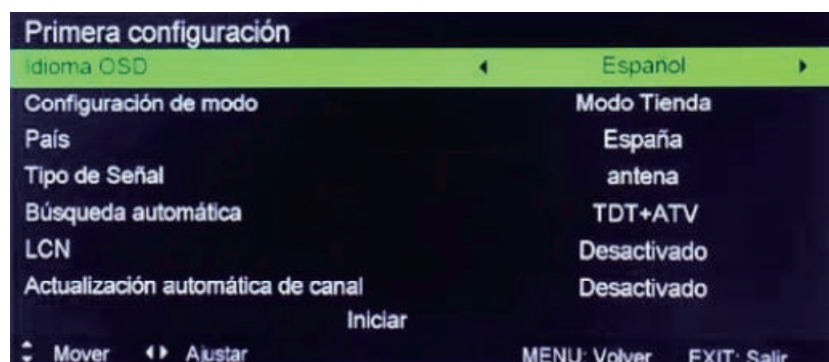 Primera configuración
Idioma OSD Español
Configuración de modo Modo Tienda
País España
Tipo de Señal antena
Búsqueda automática TDT+ATV
LCN Desactivado
Actualización automática de canal Desactivado
Iniciar
Mover Ajustar MENU: Volver EXIT: Salir